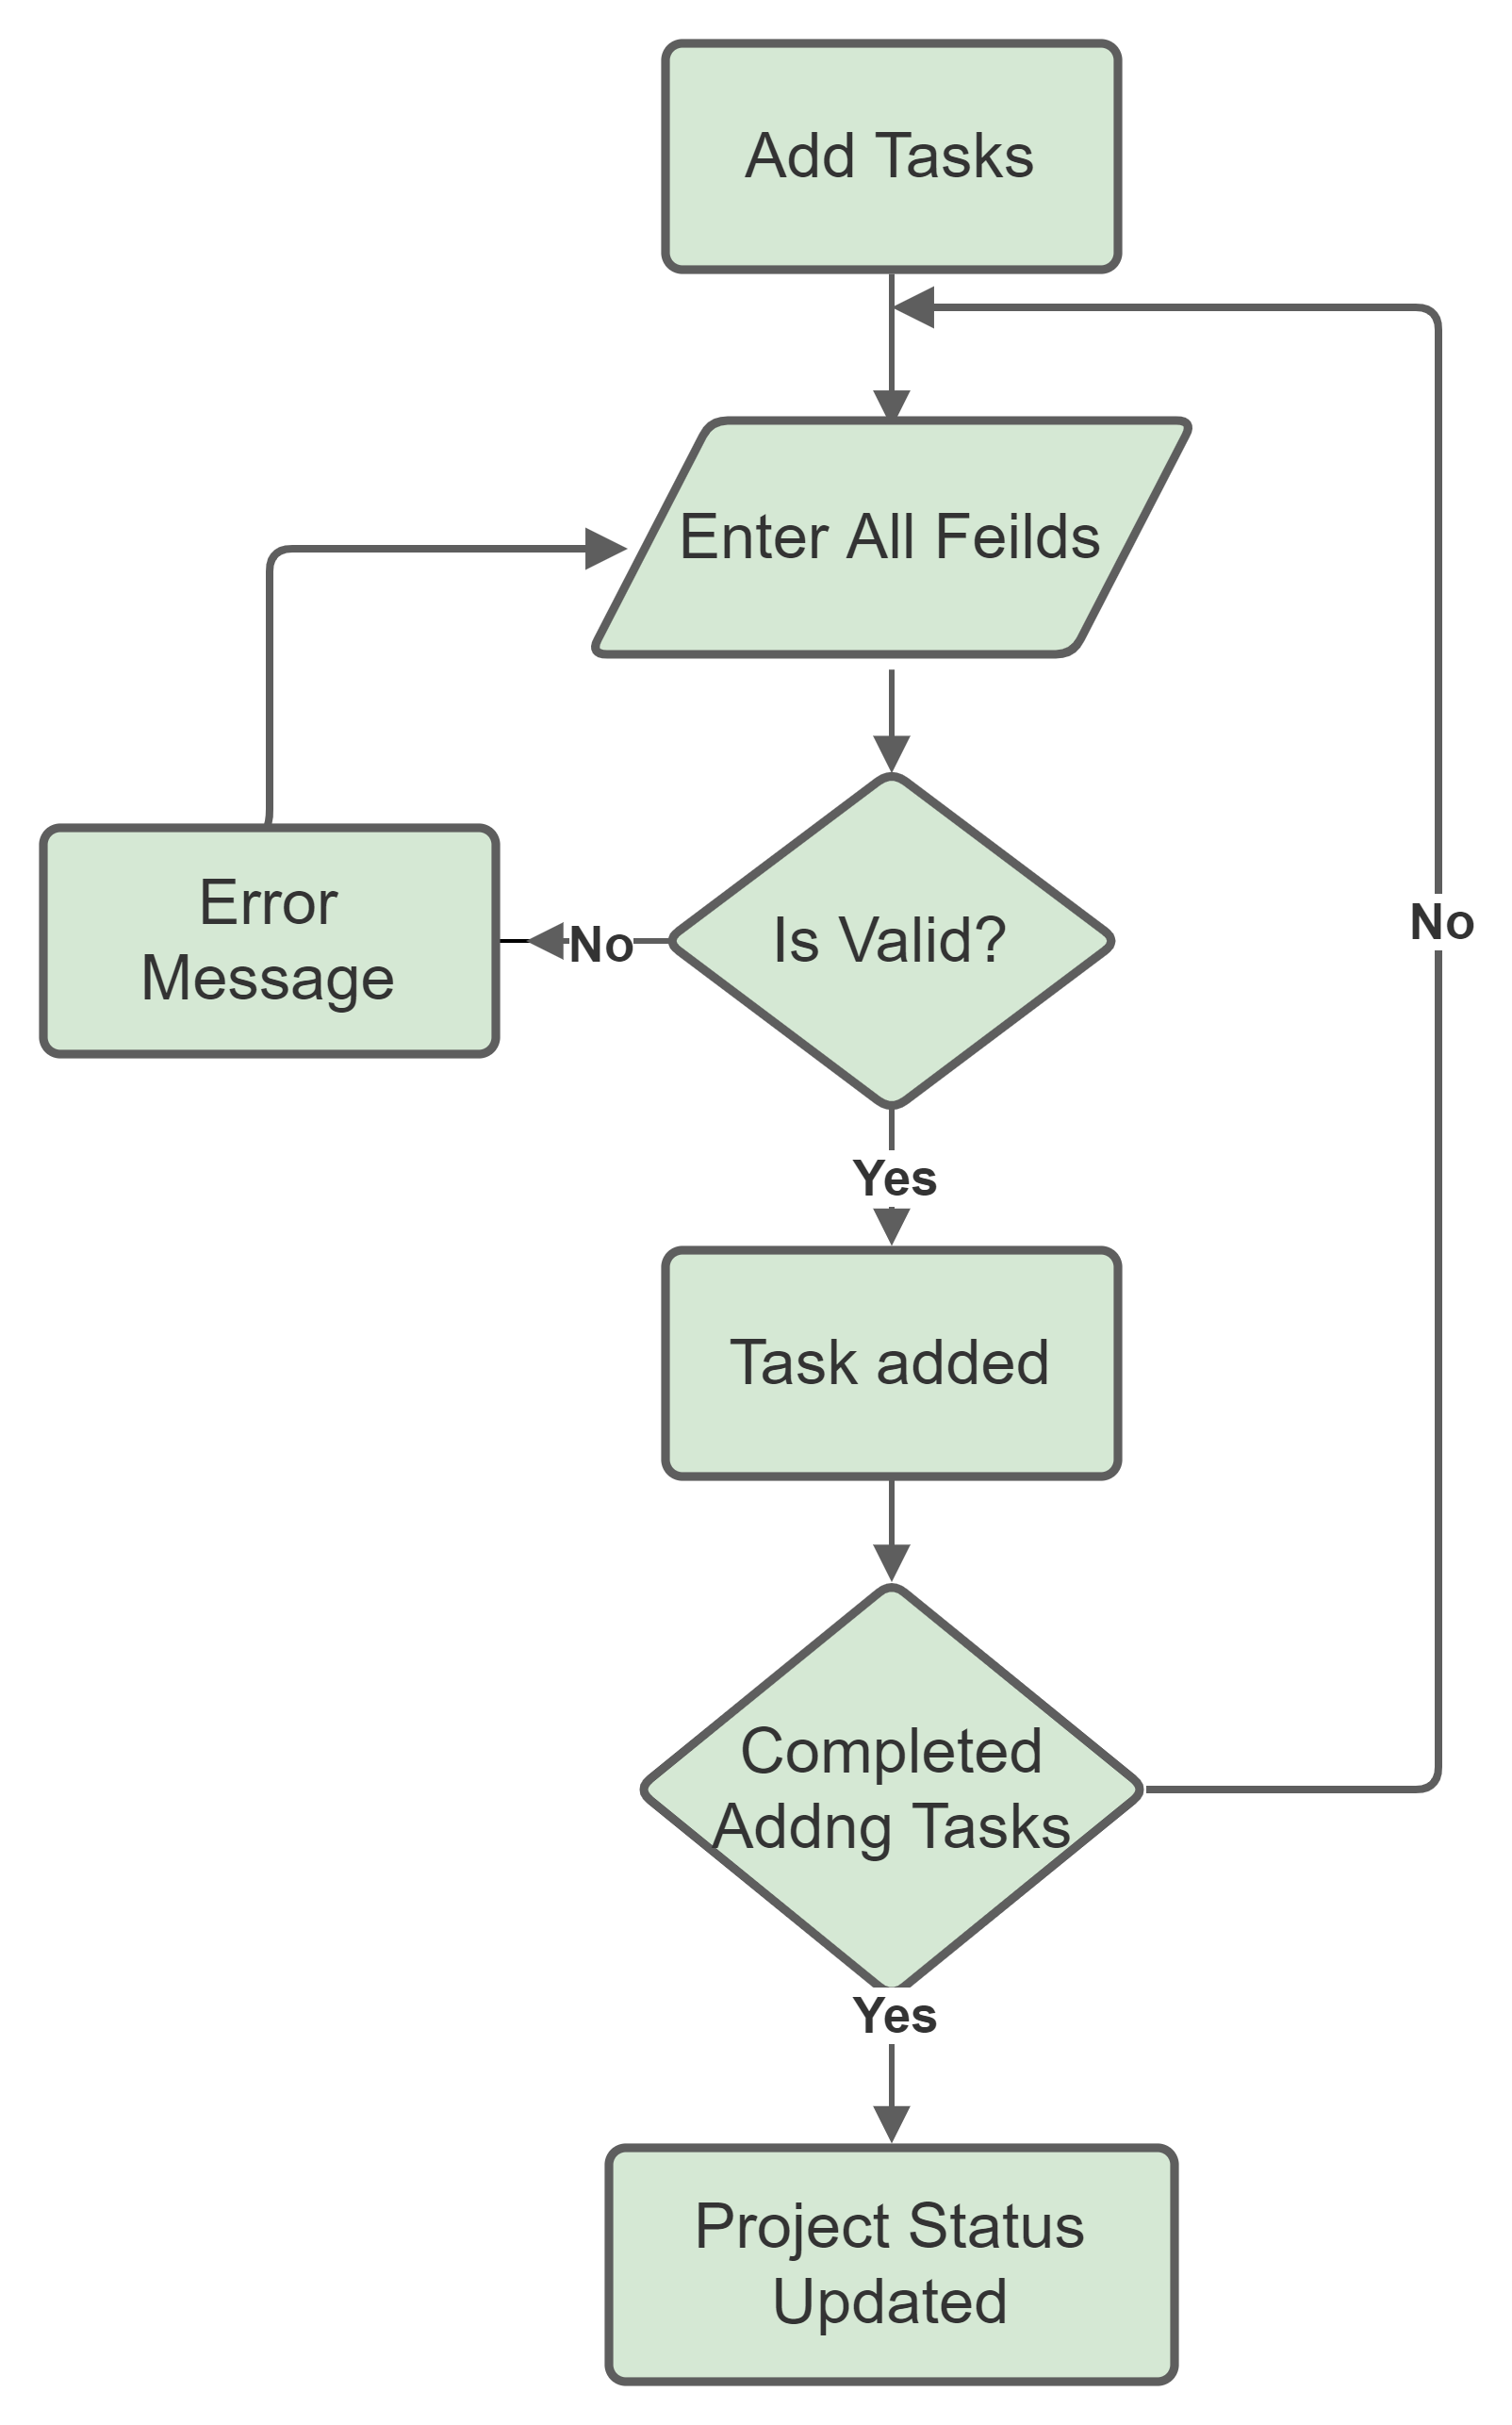 Add Tasks
Enter All Feilds
Error
Message
No
Is Valid?
No
Yes
Task added
Completed
Addng Tasks
Yes
Project Status
Updated